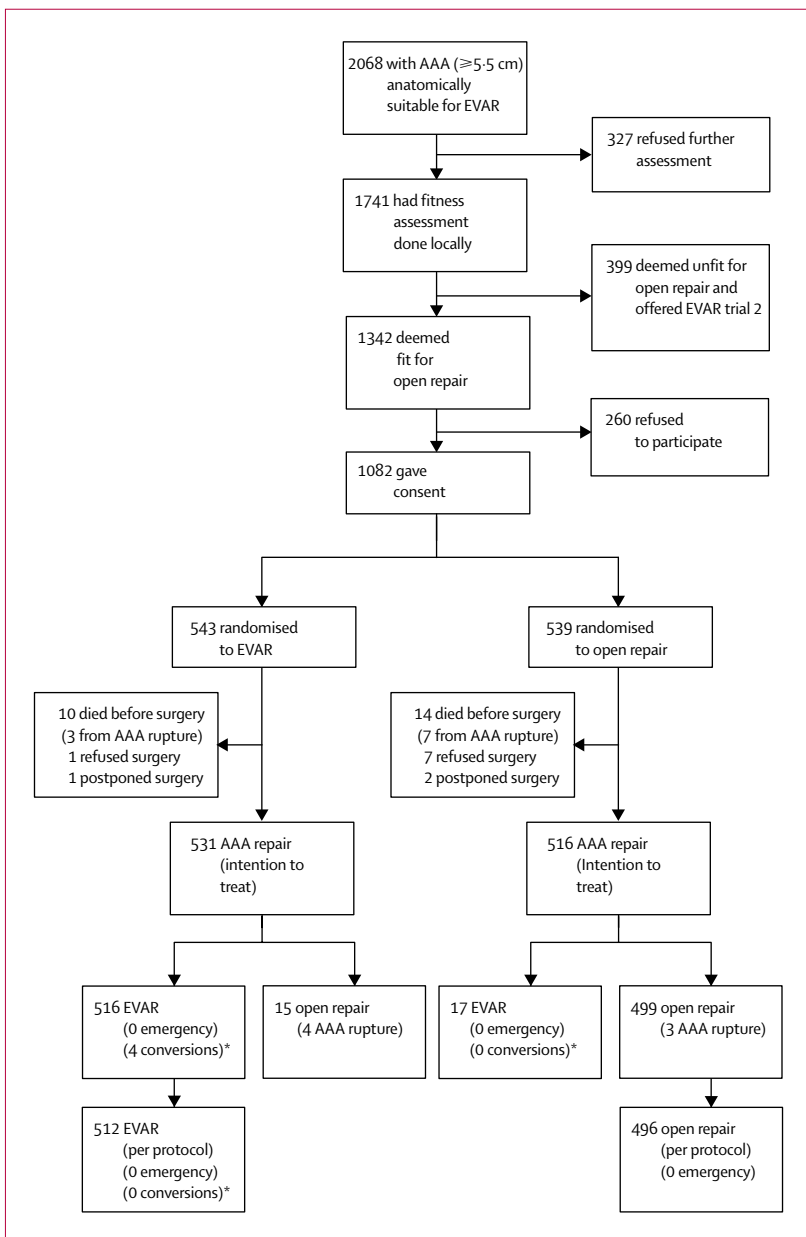 2068 with AAA (⩾5·5 cm)
anatomically
suitable for EVAR
327 refused further
assessment
1741 had fitness
assessment
done locally
399 deemed unfit for
open repair and
offered EVAR trial 2
1342 deemed
fit for
open repair
260 refused
to participate
1082 gave
consent
543 randomised
to EVAR
539 randomised
to open repair
10 died before surgery
(3 from AAA rupture)
1 refused surgery
1 postponed surgery
14 died before surgery
(7 from AAA rupture)
7 refused surgery
2 postponed surgery
531 AAA repair
(intention to
treat)
516 AAA repair
(Intention to
treat)
516 EVAR
(0 emergency)
(4 conversions)*
15 open repair
(4 AAA rupture)
17 EVAR
(0 emergency)
(0 conversions)*
499 open repair
(3 AAA rupture)
512 EVAR
(per protocol)
(0 emergency)
(0 conversions)*
496 open repair
(per protocol)
(0 emergency)